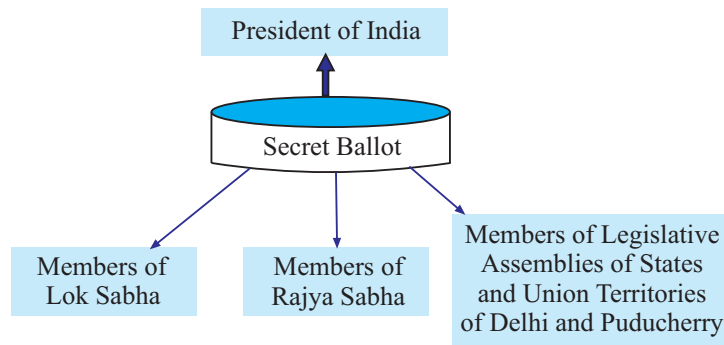 President of India
Secret Ballot
Members of
Lok Sabha
Members of
Rajya Sabha
Members of Legislative
Assemblies of States
and Union Territories
of Delhi and Puducherry